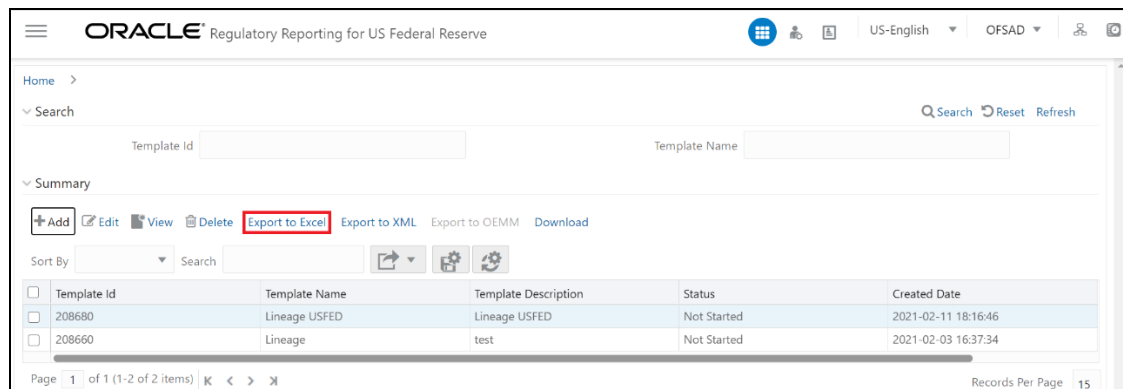 ORACLE® Regulatory Reporting for US Federal Reserve US-English OFSAD
Home >
Search Search Reset Refresh
Template Id Template Name
Summary
Add Edit View Delete Export to Excel Export to XML Export to OEMM Download
Sort By Search
Template Id Template Name Template Description Status Created Date
208680 Lineage USFED Lineage USFED Not Started 2021-02-11 18:16:46
208660 Lineage test Not Started 2021-02-03 16:37:34
Page 1 of 1 (1-2 of 2 items) Records Per Page 15